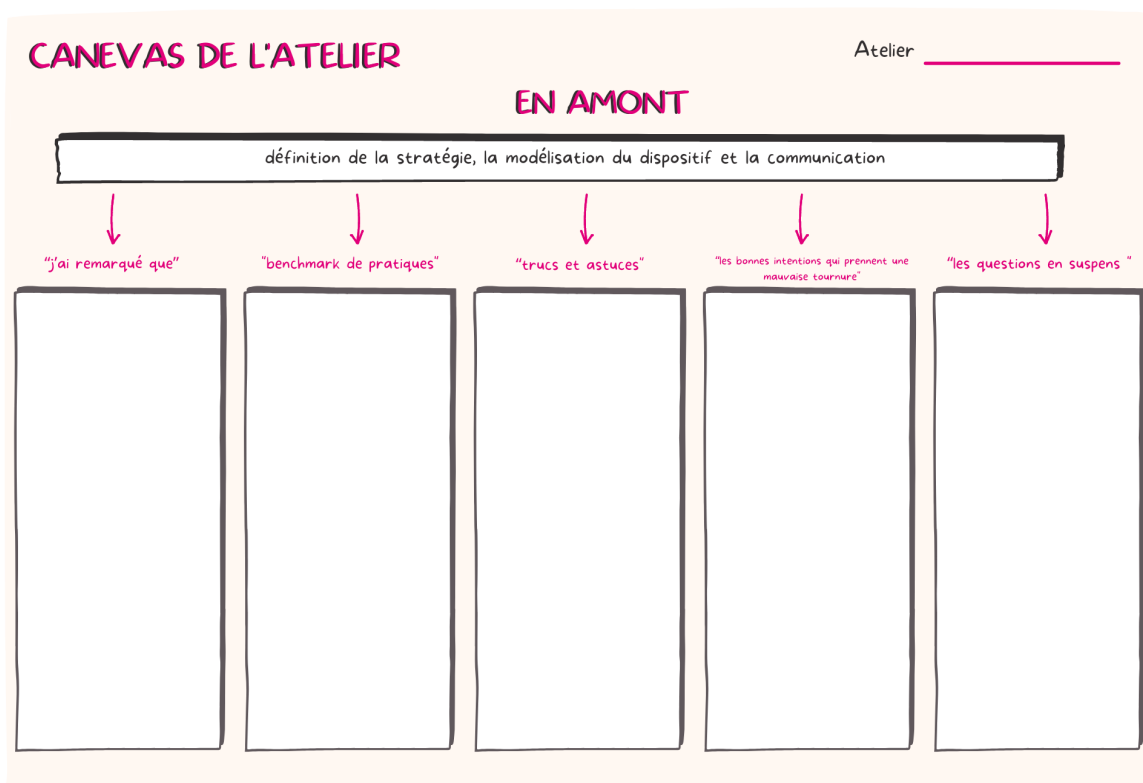 CANEVAS DE L'ATELIER
Atelier
EN AMONT
définition de la stratégie, la modélisation du dispositif et la communication
“j'ai remarqué que”
"benchmark de pratiques"
“trucs et astuces"
"les bonnes intentions qui prennent une
mauvaise tournure"
“les questions en suspens "